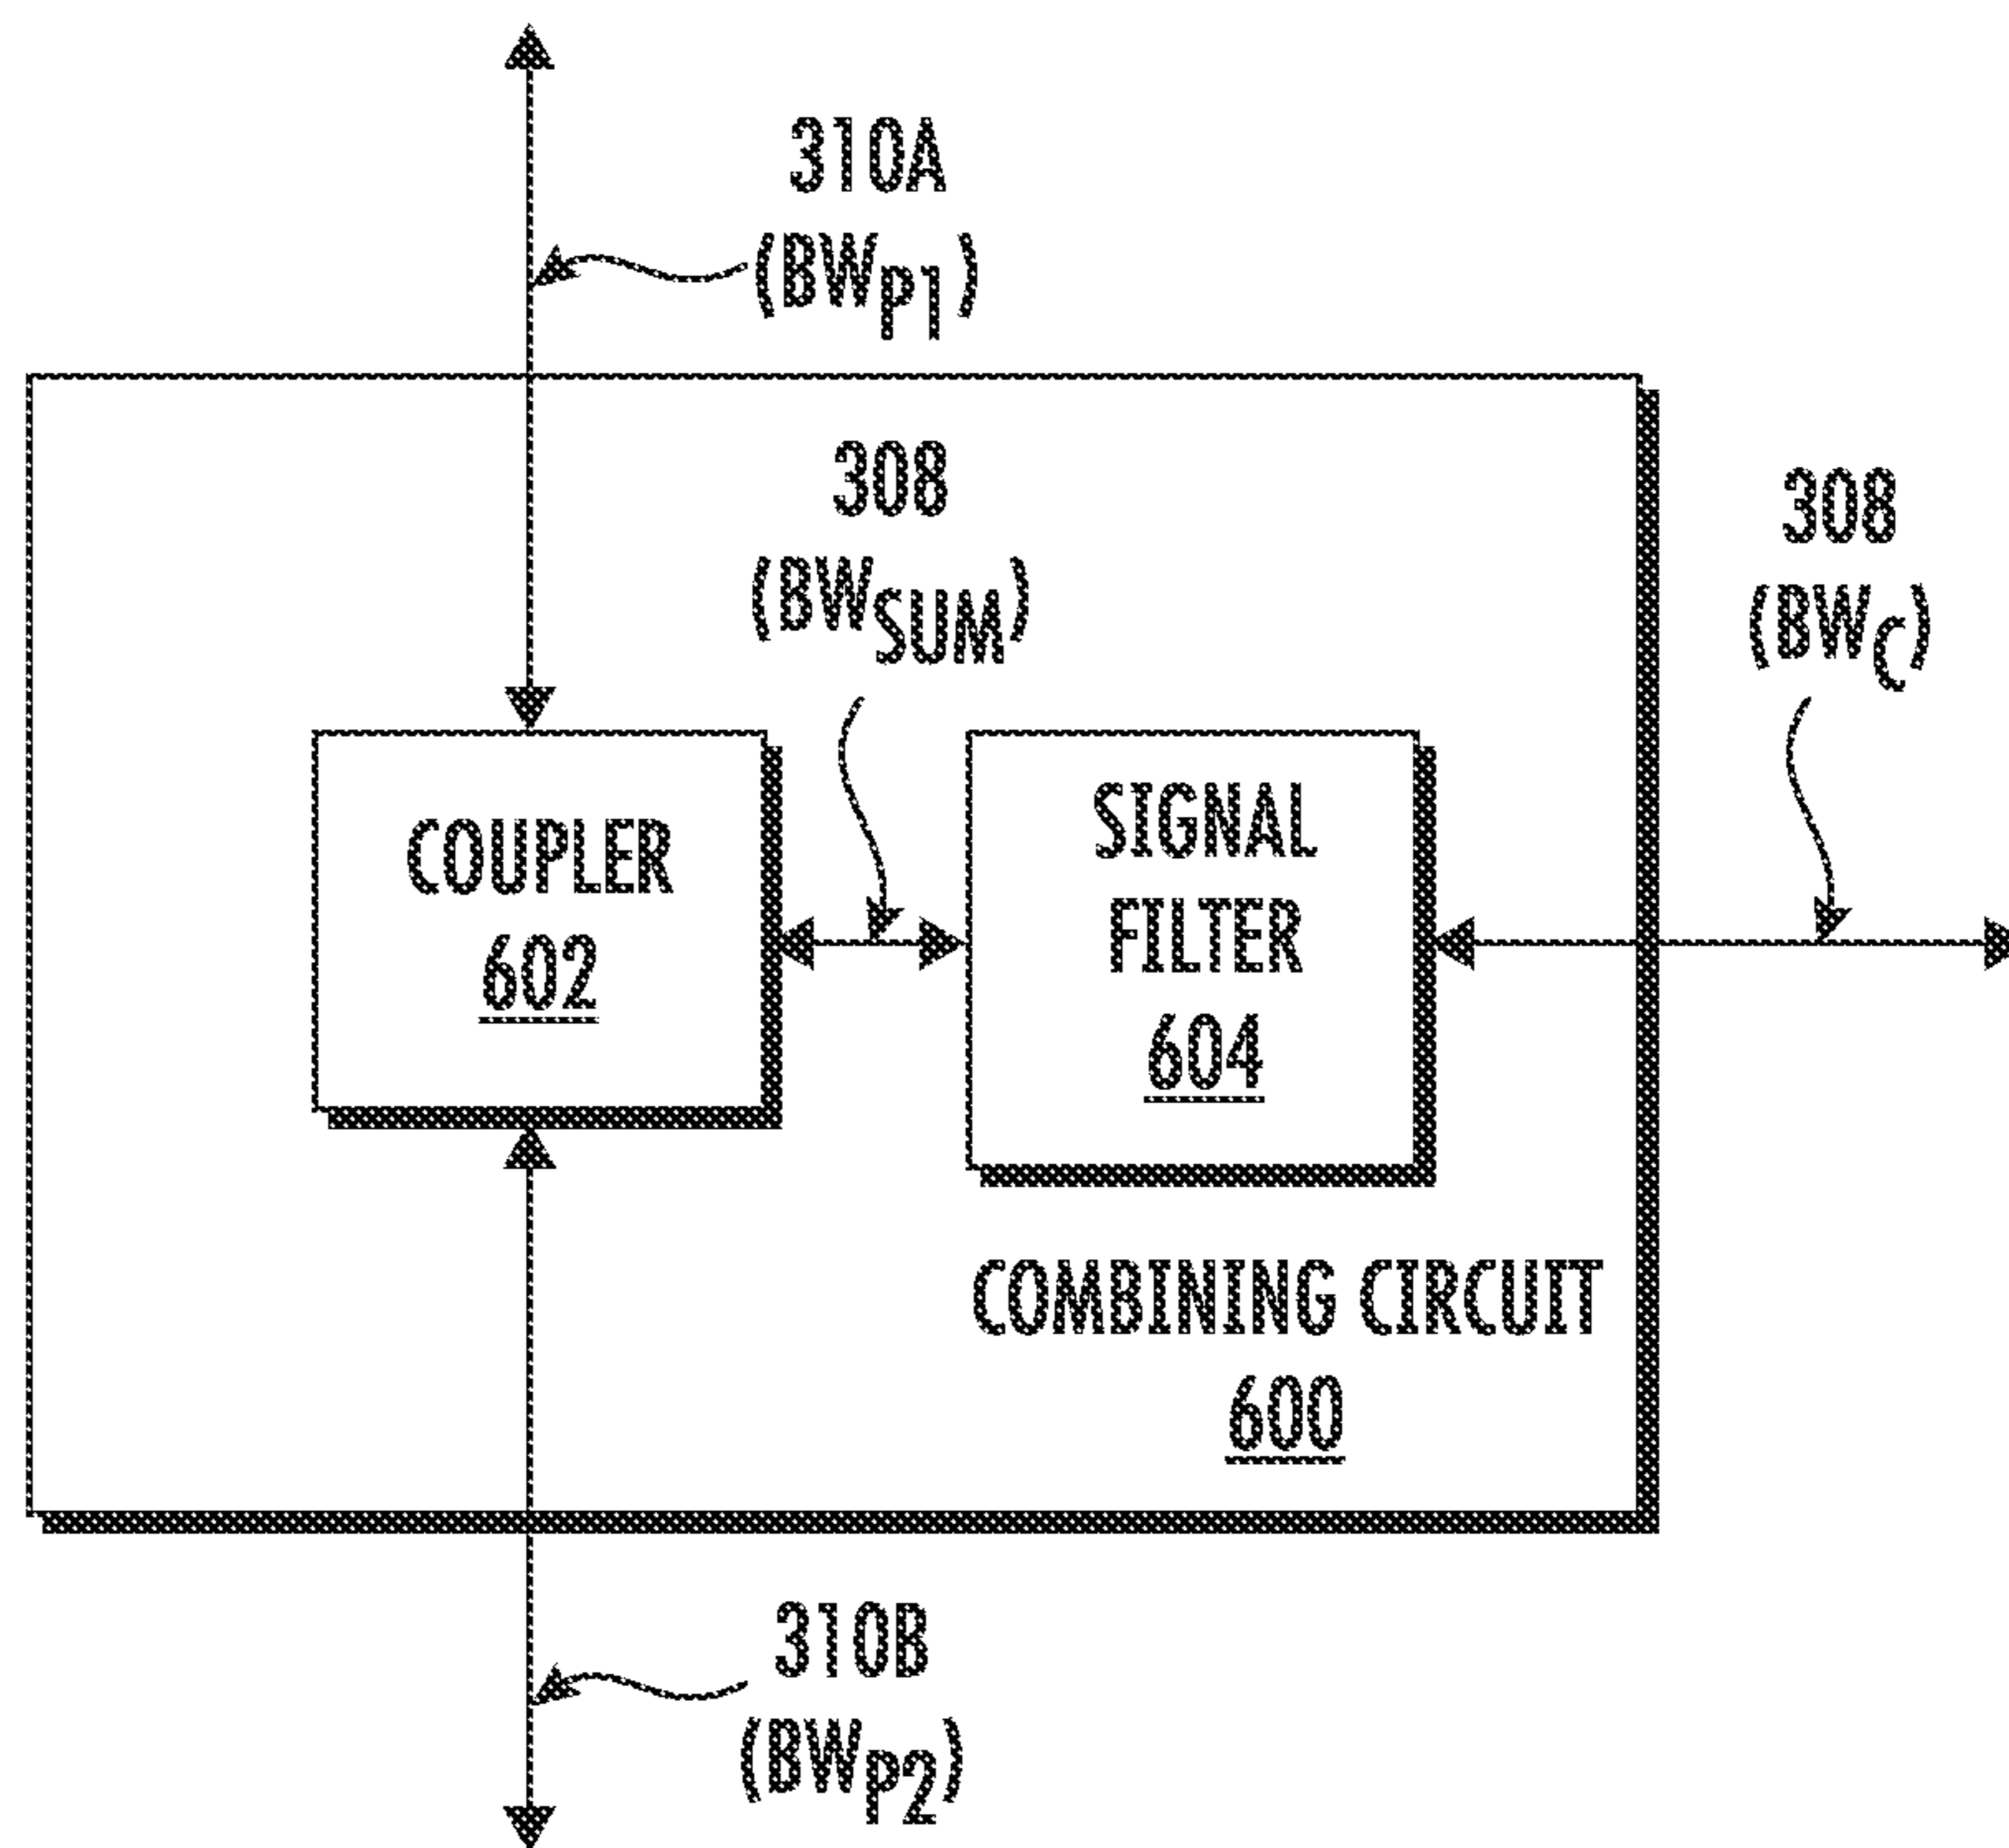 310A
(BWP1)
308
(BWSUM)
308
(BWC)
COUPLER
602
SIGNAL
FILTER
604
COMBINING CIRCUIT
600
310B
(BWP2)